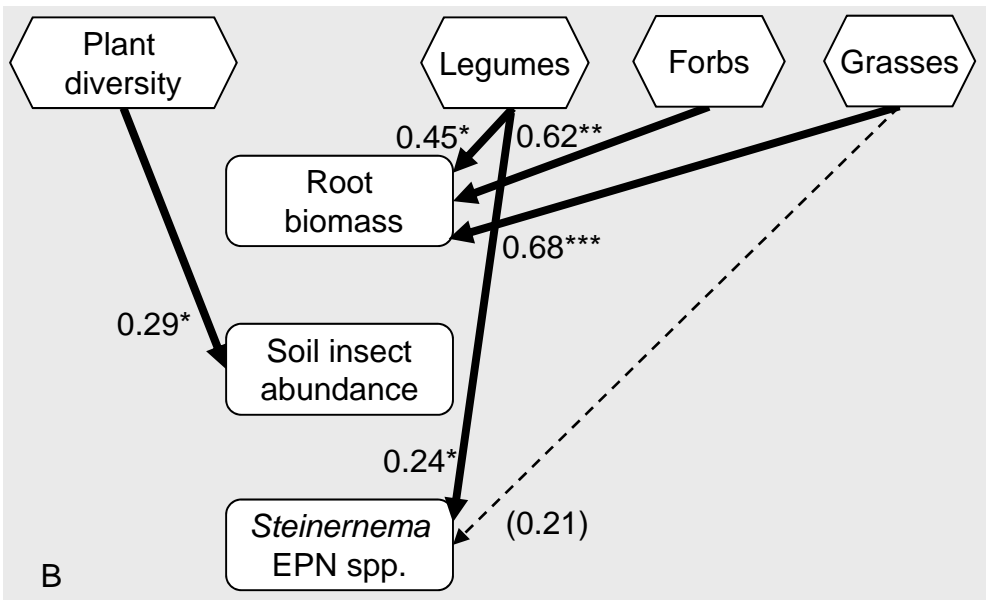 Plant
diversity
Legumes
Forbs
Grasses
0.45*
0.62**
Root
biomass
0.68***
0.29*
Soil insect
abundance
0.24*
Steinernema
EPN spp.
(0.21)
B